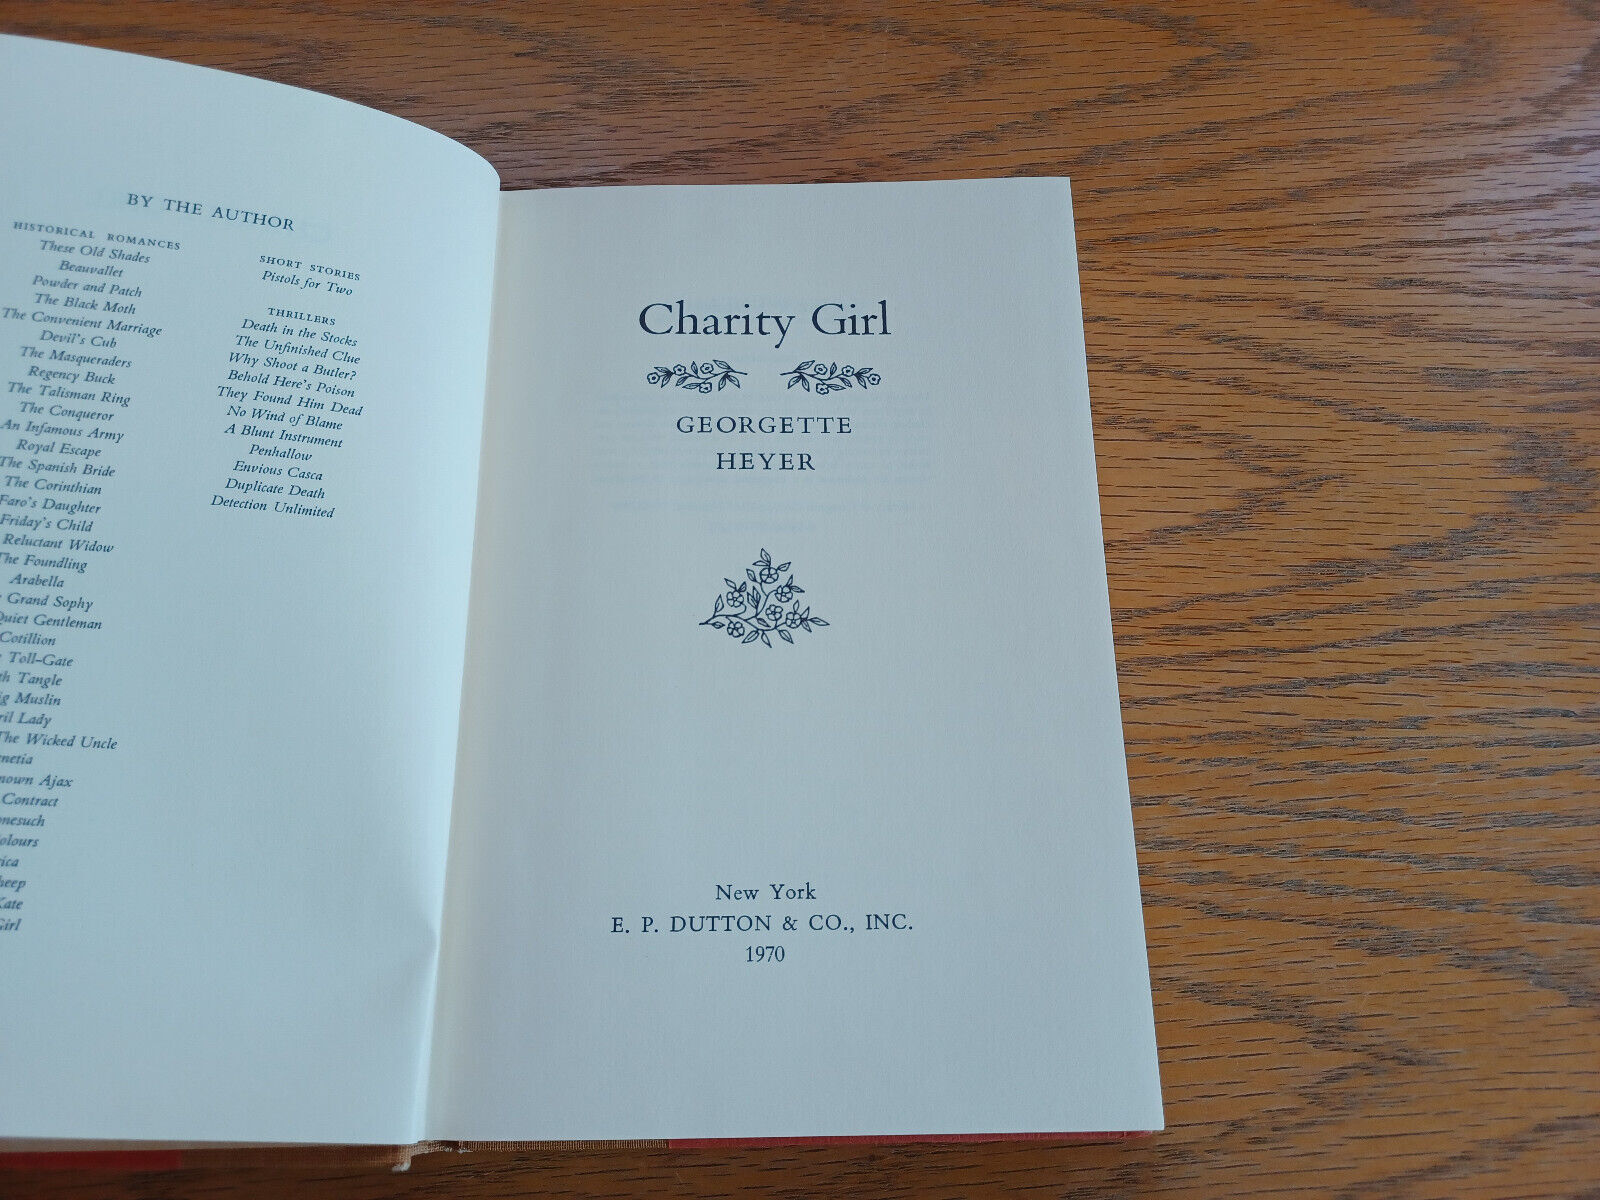 BY THE AUTHOR
HISTORICAL ROMANCES
These Old Shades
Beauvallet
Powder and Patch
The Black Moth
The Convenient Marriage
Devil's Cub
The Masqueraders
Regency Buck
The Talisman Ring
The Conqueror
An Infamous Army
Royal Escape
The Spanish Bride
The Corinthian
Faro's Daughter
Friday's Child
Reluctant Widow
The Foundling
Arabella
Grand Sophy
Quiet Gentleman
Cotillion
Toll-Gate
Tangle
Muslin
Lady
The Wicked Uncle
Ajax
Contract
Kate
Girl
SHORT STORIES
Pistols for Two
THRILLERS
Death in the Stocks
The Unfinished Clue
Why Shoot a Butler?
Behold Here's Poison
They Found Him Dead
No Wind of Blame
A Blunt Instrument
Penhallow
Envious Casca
Duplicate Death
Detection Unlimited
Charity Girl
GEORGETTE
HEYER
New York
E. P. DUTTON & CO., INC.
1970